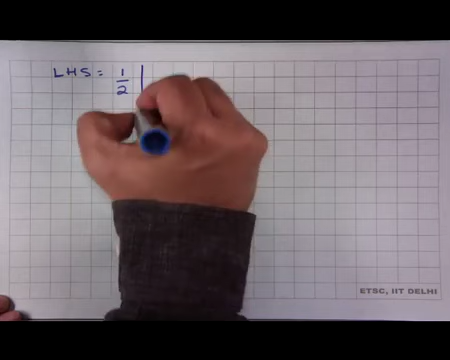 LHS = 1/2 |
ETSC, IIT DELHI